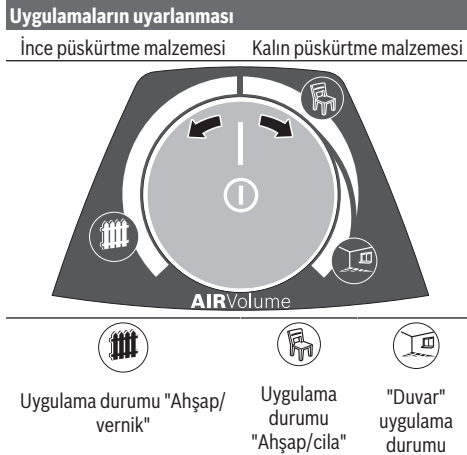 Uygulamaların uyarlanması
İnce püskürtme malzemesi Kalın püskürtme malzemesi
AIRVolume
Uygulama durumu "Ahşap/
vernik"
Uygulama
durumu
"Ahşap/cila"
"Duvar"
uygulama
durumu